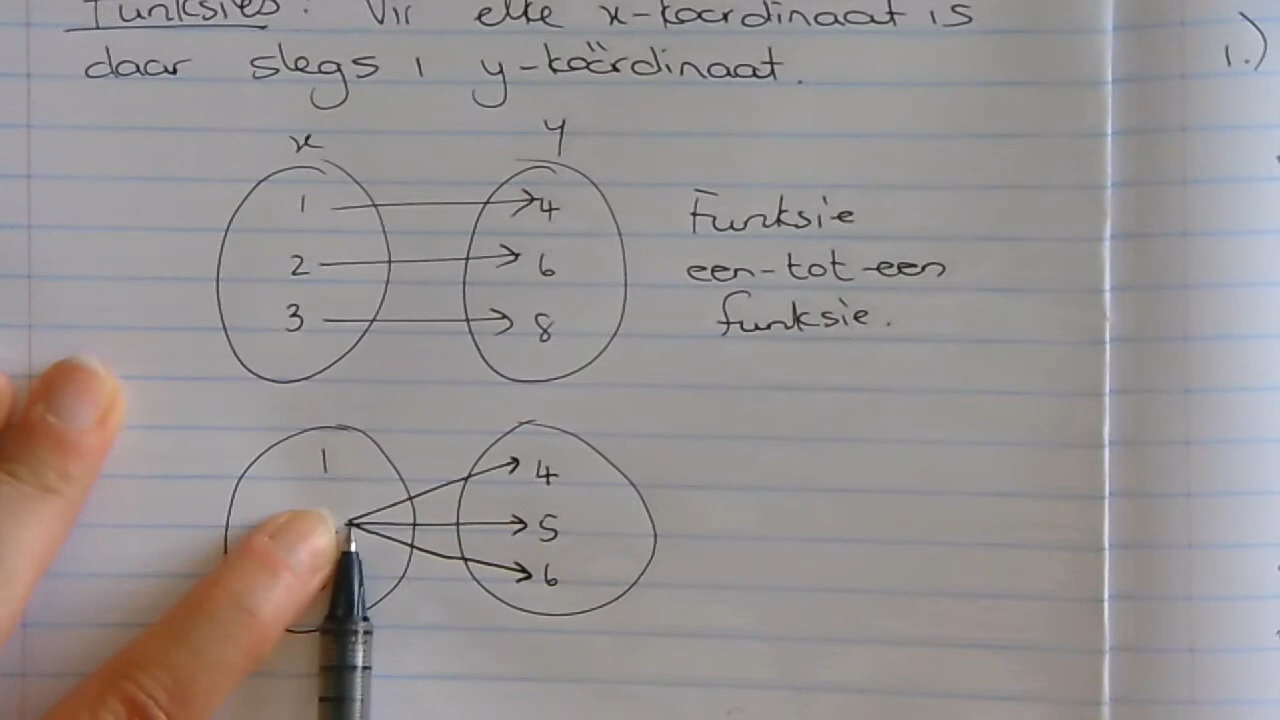 Funksies: Vir elke x-koördinaat is
daar slegs 1 y-koördinaat.
1.)
x y
1 4
2 6
3 8
Funksie
een-tot-een
funksie.
1 4
5
6